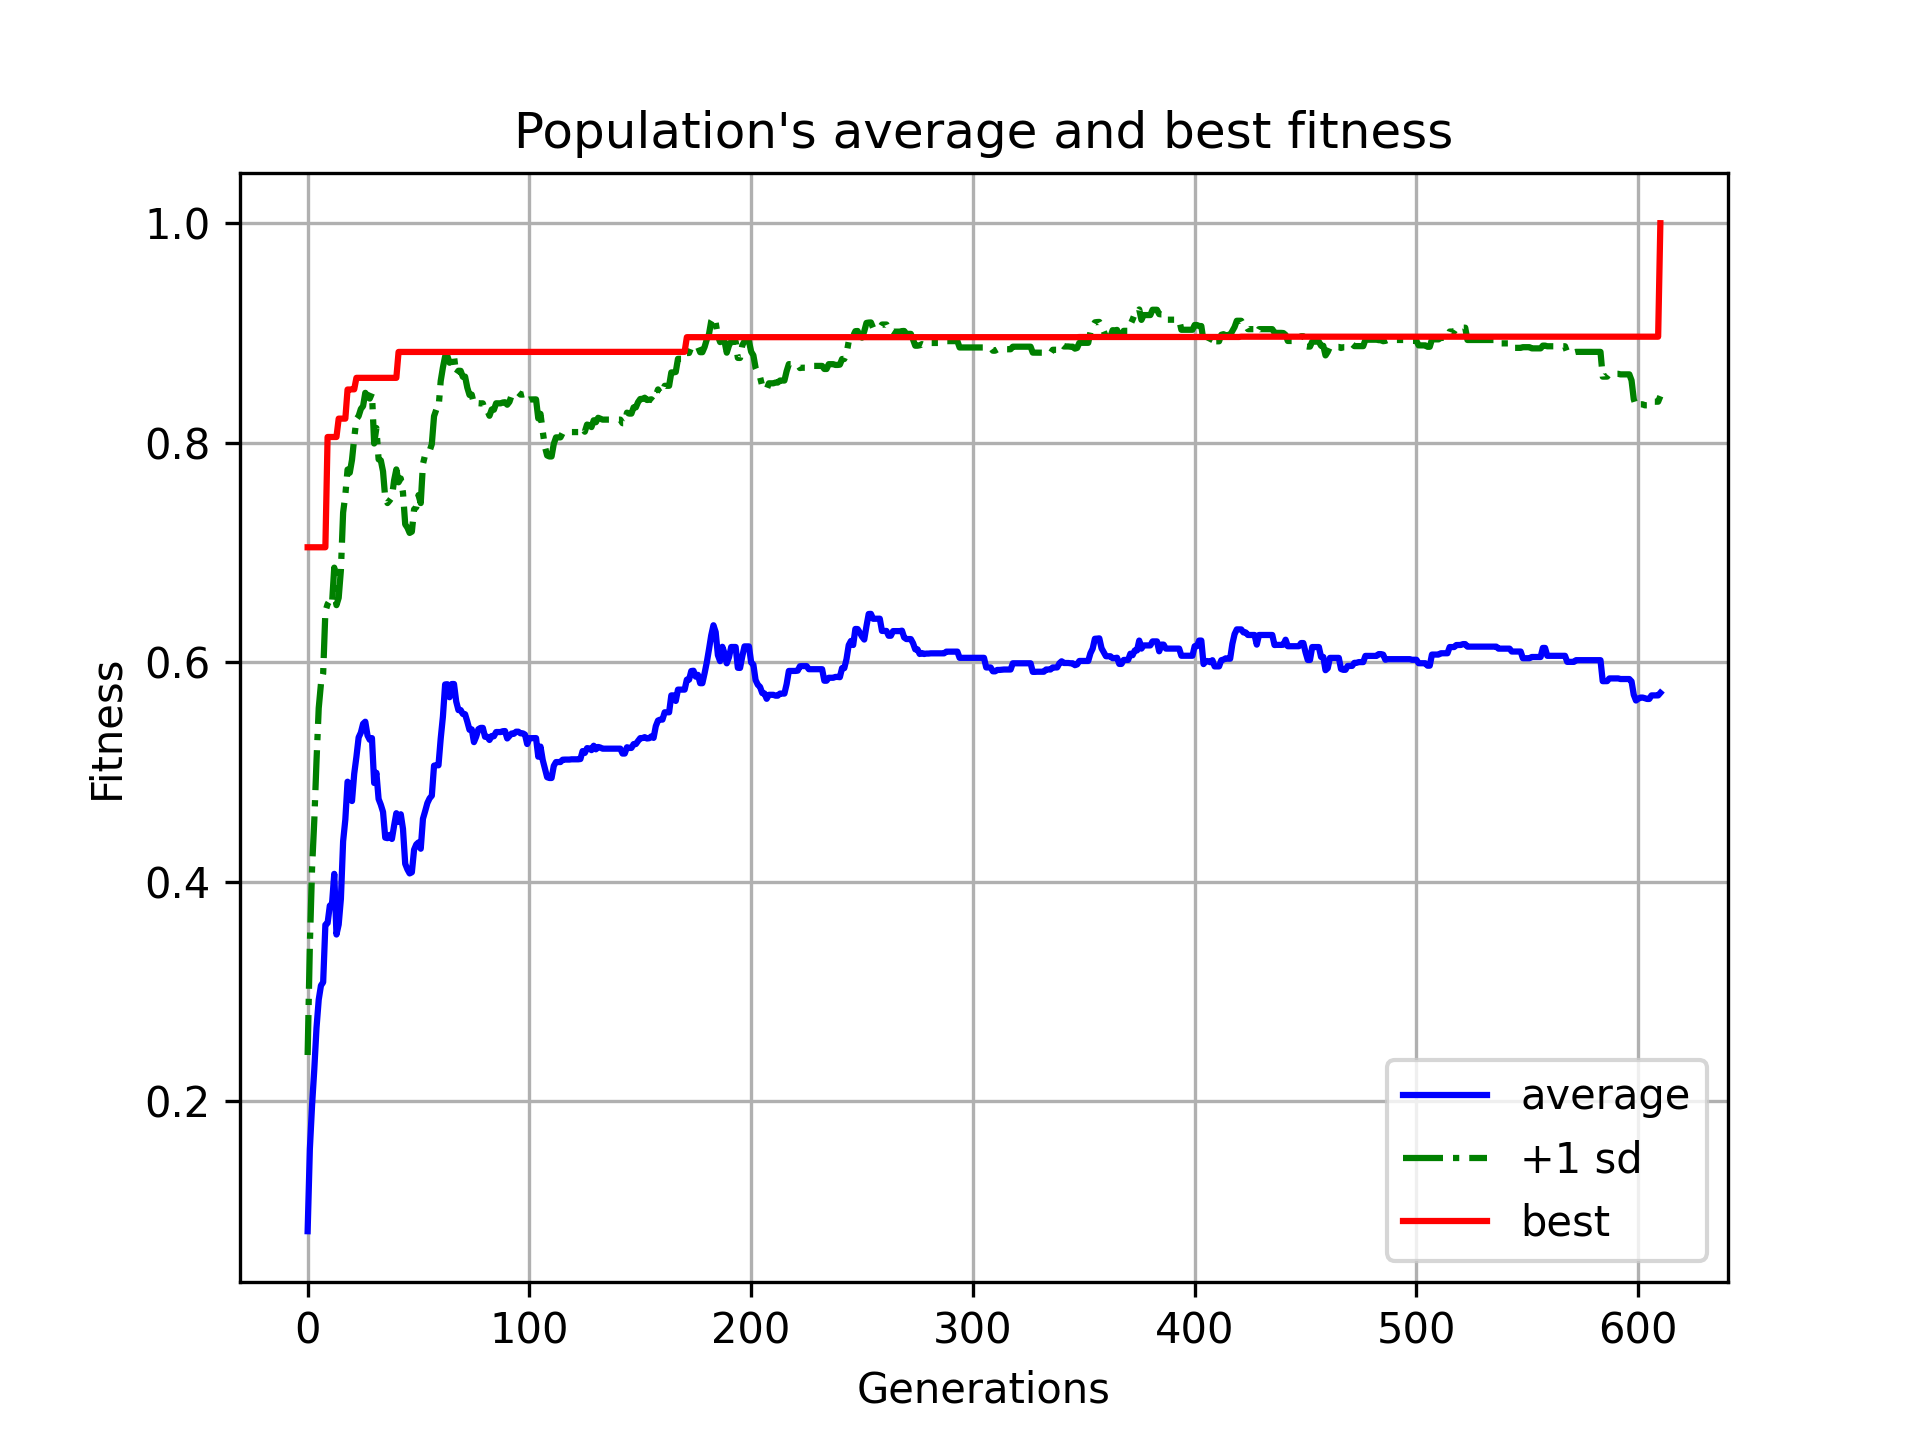 Population's average and best fitness
1.0
0.8
0.6
0.4
0.2
Fitness
average
+1 sd
best
0 100 200 300 400 500 600
Generations